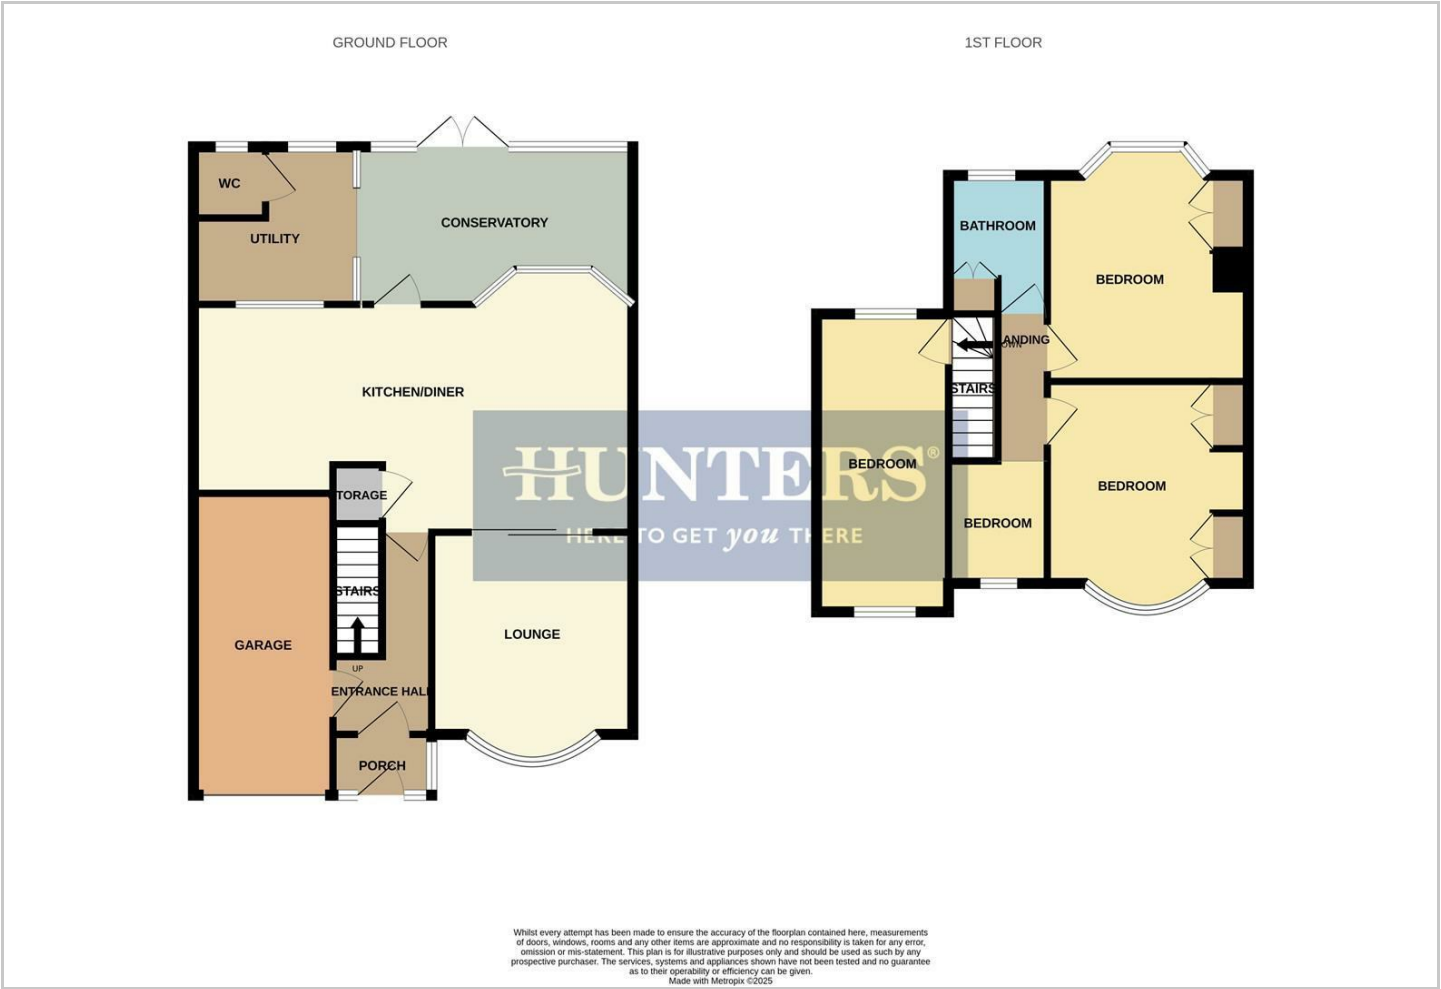 GROUND FLOOR
1ST FLOOR
WC
UTILITY
CONSERVATORY
KITCHEN/DINER
TORAGE
STAIRS
UP
GARAGE
ENTRANCE HALL
LOUNGE
PORCH
BATHROOM
BEDROOM
ANDING
OWN
STAIRS
BEDROOM
BEDROOM
BEDROOM
HUNTERS®
HERE TO GET you THERE
Whilst every attempt has been made to ensure the accuracy of the floorplan contained here, measurements
of doors, windows, rooms and any other items are approximate and no responsibility is taken for any error,
omission or mis-statement. This plan is for illustrative purposes only and should be used as such by any
prospective purchaser. The services, systems and appliances shown have not been tested and no guarantee
as to their operability or efficiency can be given.
Made with Metropix ©2025